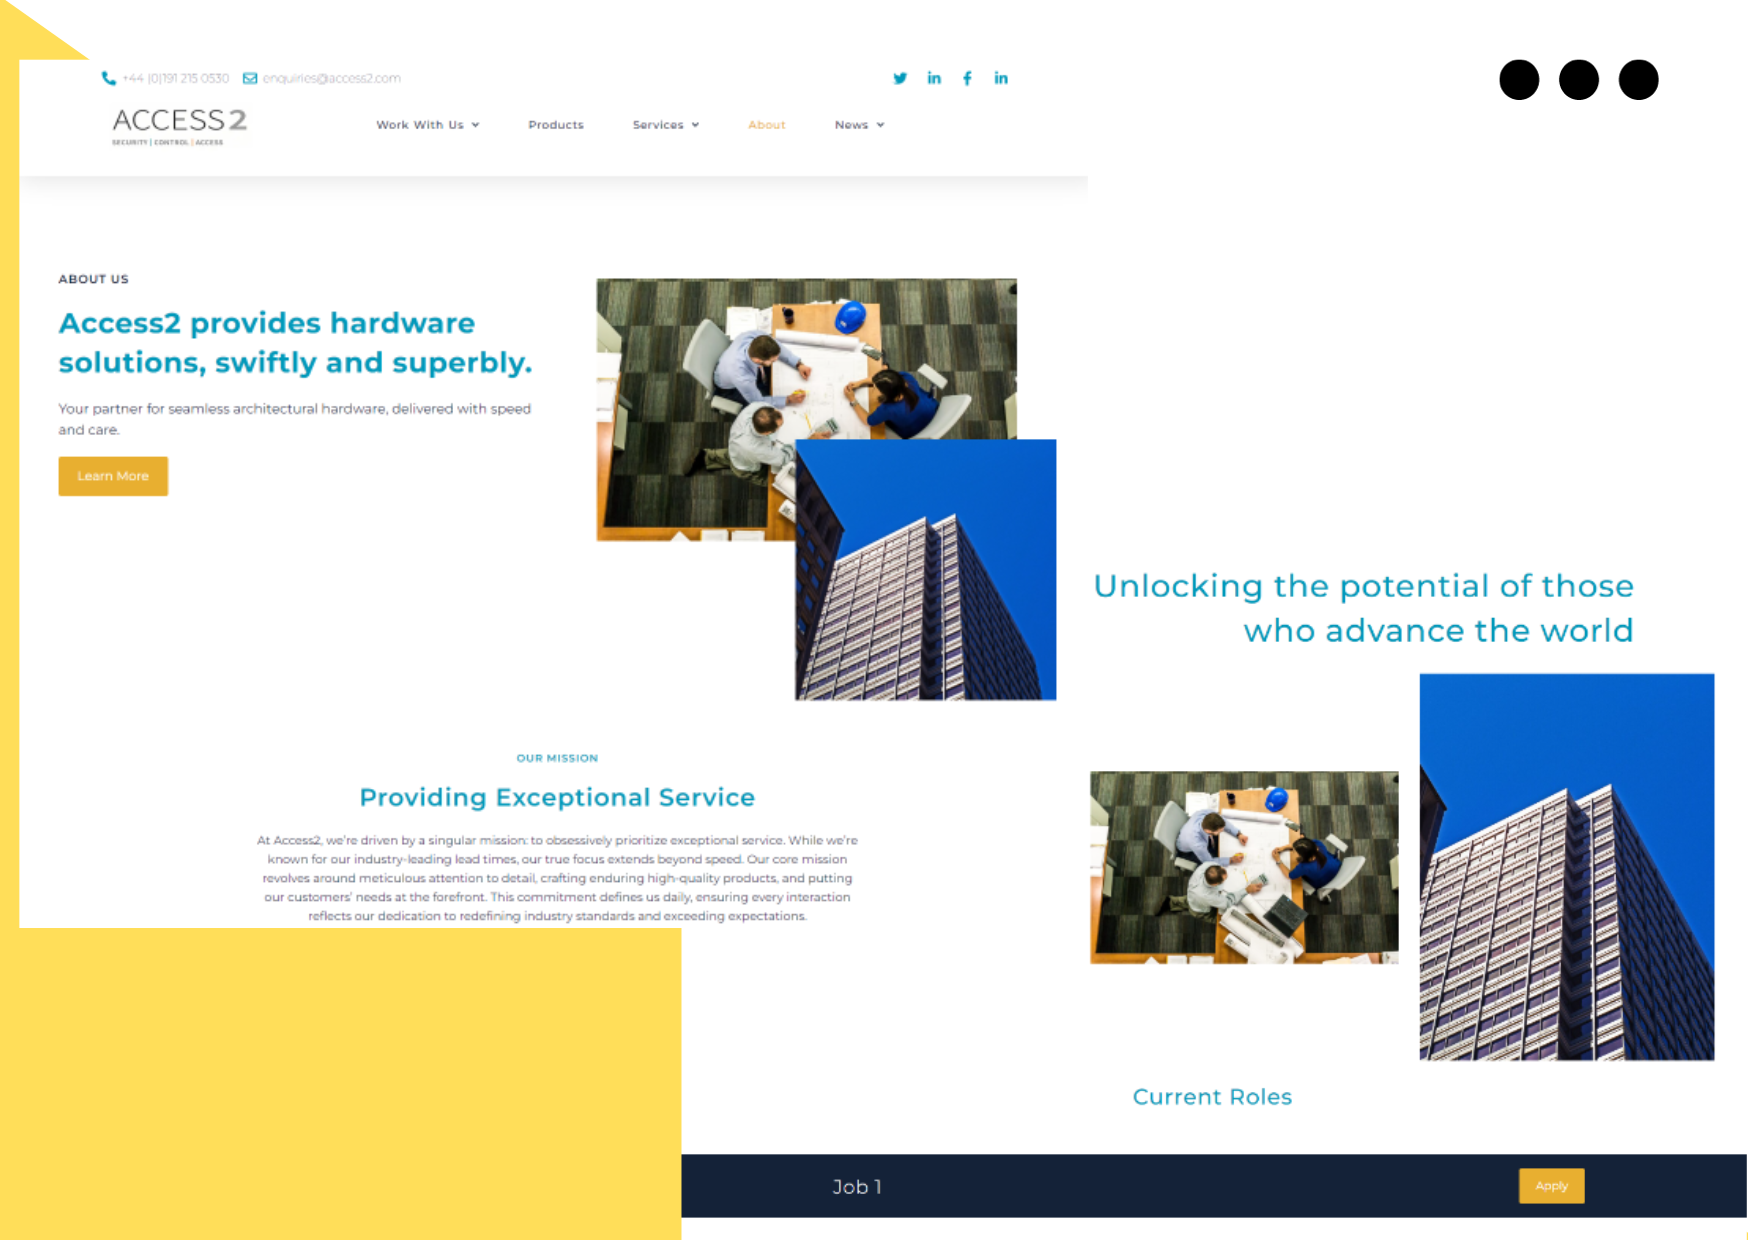 +44 (0)191 215 0530 enquiries@access2.com
ACCESS2
SECURITY | CONTROL | ACCESS
Work With Us Products Services About News
ABOUT US
Access2 provides hardware
solutions, swiftly and superbly.
Your partner for seamless architectural hardware, delivered with speed
and care.
Learn More
OUR MISSION
Providing Exceptional Service
At Access2, we're driven by a singular mission: to obsessively prioritize exceptional service. While we're
known for our industry-leading lead times, our true focus extends beyond speed. Our core mission
revolves around meticulous attention to detail, crafting enduring high-quality products, and putting
our customers' needs at the forefront. This commitment defines us daily, ensuring every interaction
reflects our dedication to redefining industry standards and exceeding expectations.
Unlocking the potential of those
who advance the world
Current Roles
Job 1
Apply